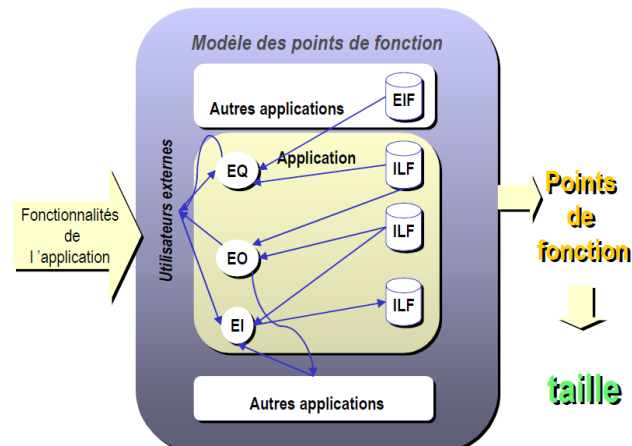 Modèle des points de fonction
Autres applications
EIF
Utilisateurs externes
Application
EQ
ILF
EO
ILF
EI
ILF
Autres applications
Fonctionnalités
de
l 'application
Points
de
fonction
taille